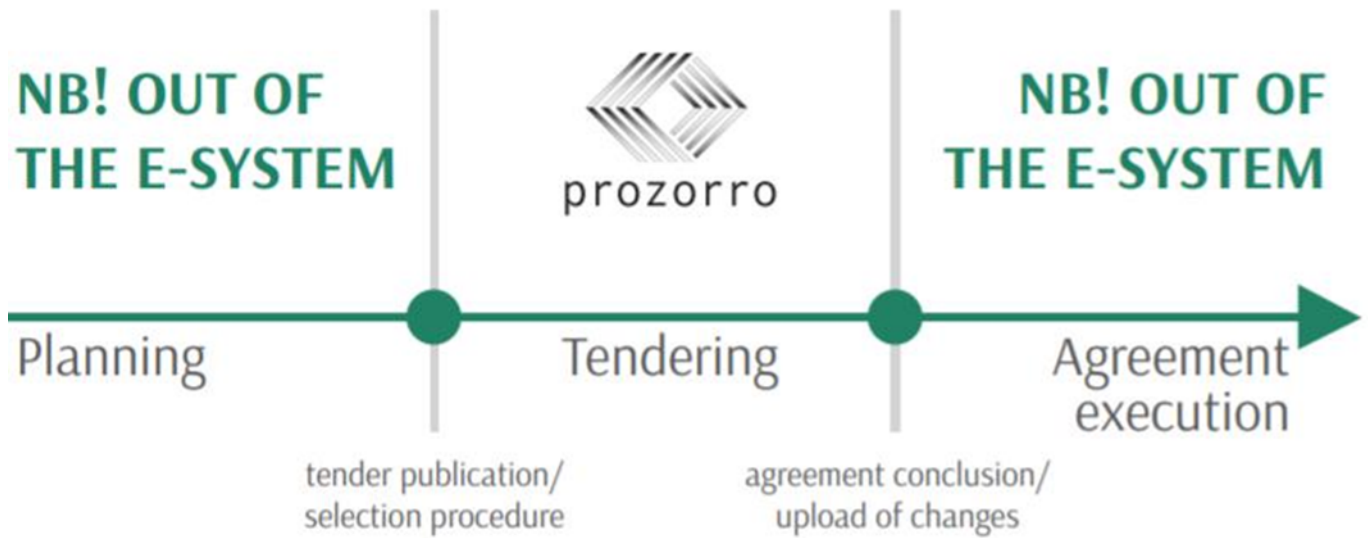 NB! OUT OF
THE E-SYSTEM
prozorro
NB! OUT OF
THE E-SYSTEM
Planning
Tendering
Agreement
execution
tender publication/
selection procedure
agreement conclusion/
upload of changes